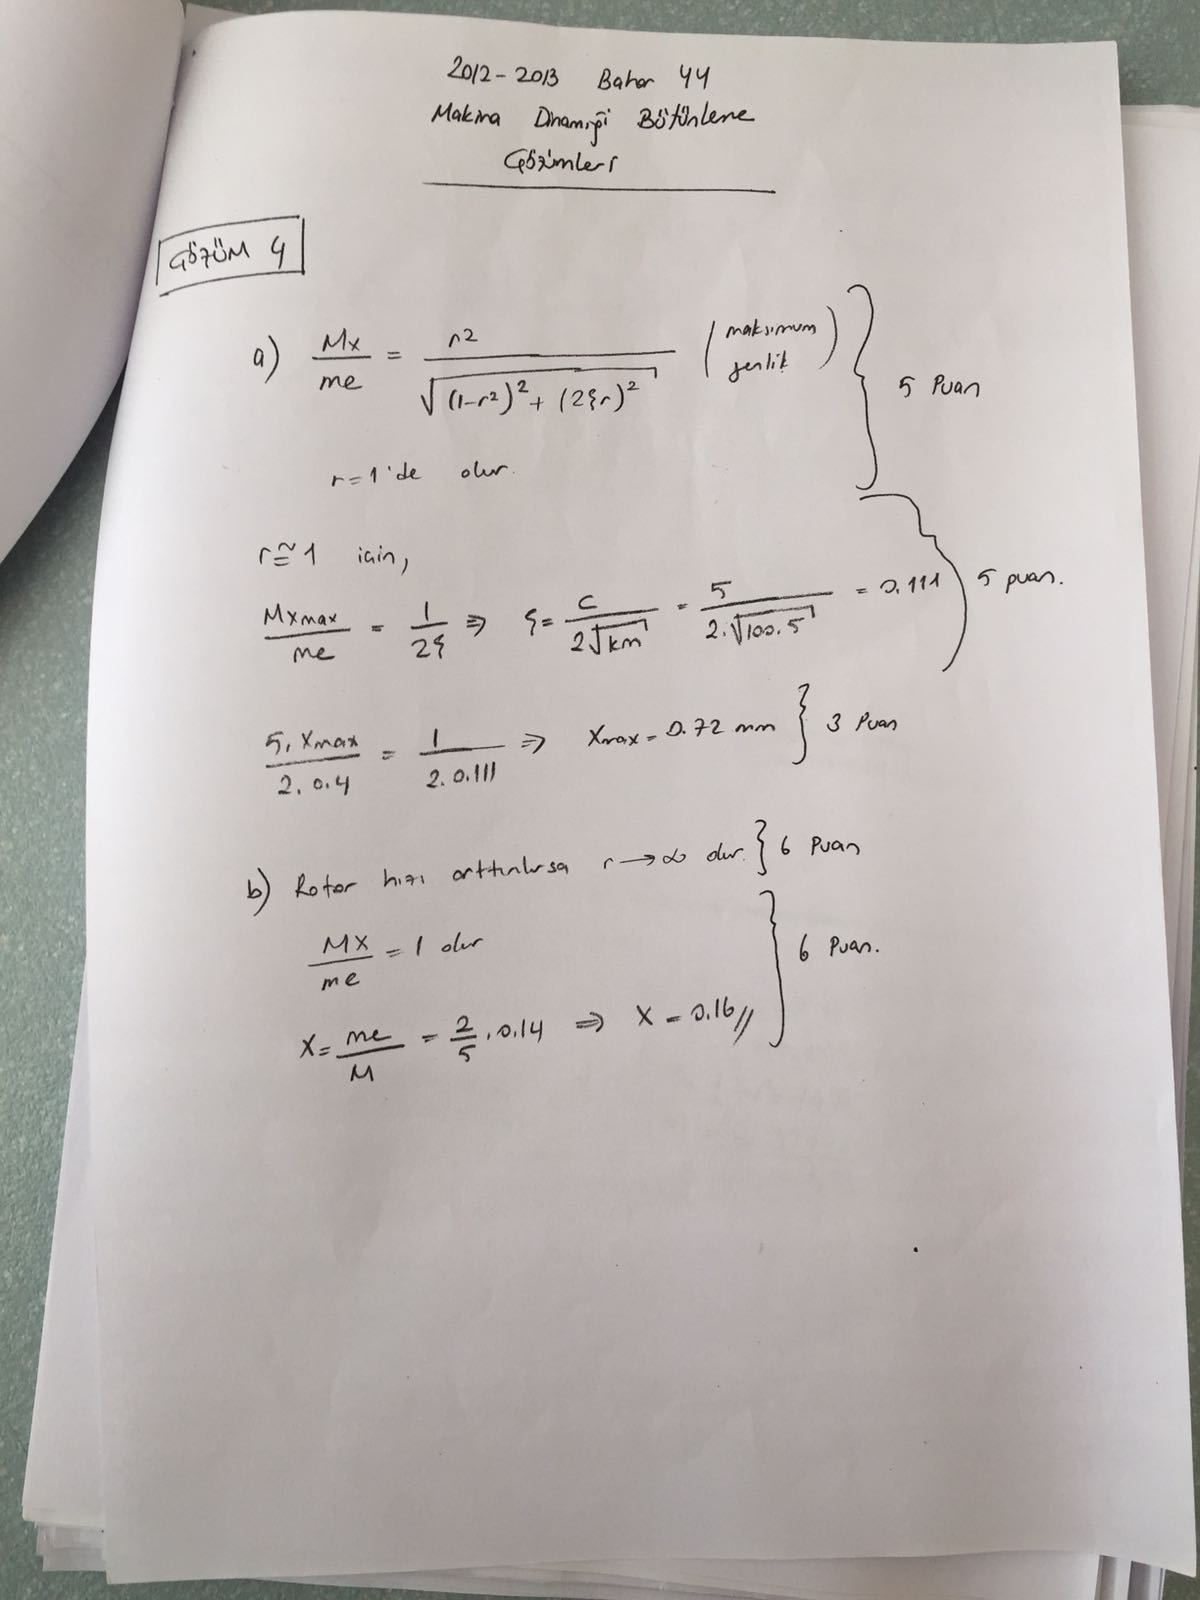 2012-2013 Bahar YY
Makina Dinamiği Bütünleme
Çözümleri
ÇÖZÜM 4
a) Mx/me = r²/√((1-r²)² + (2ξr)²) (maksimum genlik) } 5 Puan
r=1'de olur.
r≅1 için,
Mxmax/me = 1/2ξ ⇒ ξ = c/2√km = 5/2.√100.5 = 0.111 } 5 puan.
5.Xmax/2.0.4 = 1/2.0.111 ⇒ Xmax = 0.72 mm } 3 Puan
b) Rotor hızı arttırılırsa r→∞ olur. } 6 Puan
MX/me = 1 olur
X = me/M = 2/5 . 0.14 ⇒ X = 0.16// } 6 Puan.